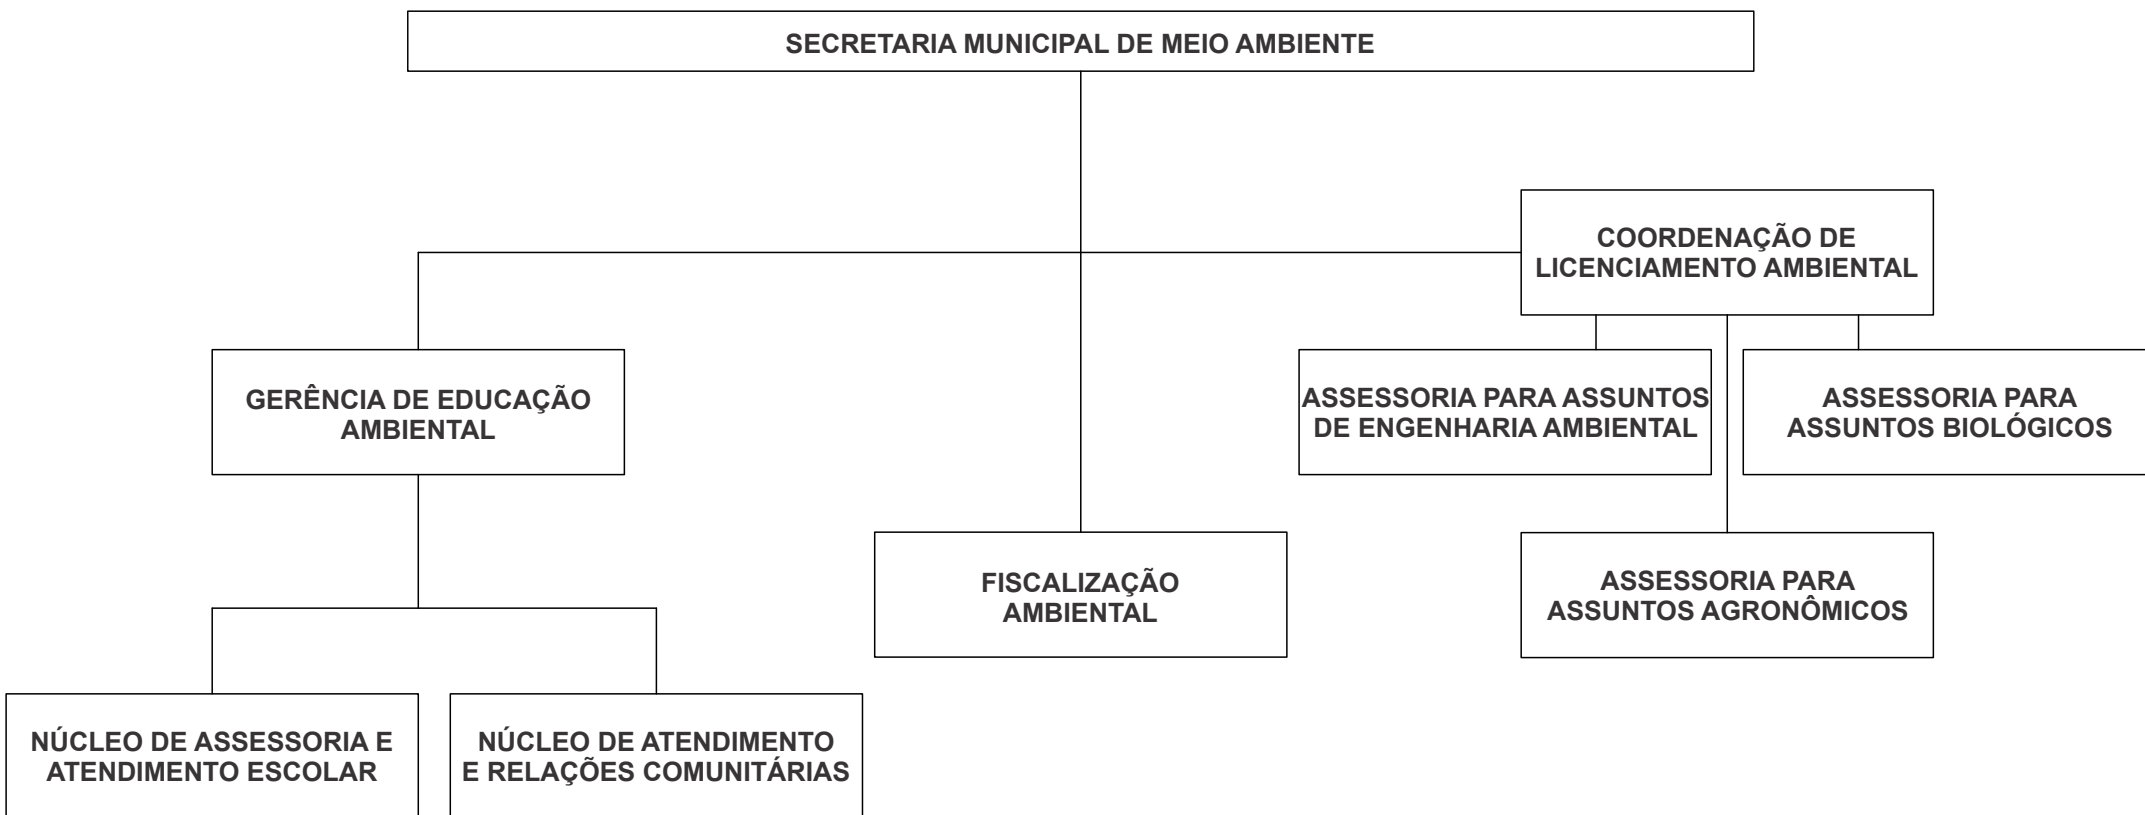 SECRETARIA MUNICIPAL DE MEIO AMBIENTE
COORDENAÇÃO DE
LICENCIAMENTO AMBIENTAL
GERÊNCIA DE EDUCAÇÃO
AMBIENTAL
ASSESSORIA PARA ASSUNTOS
DE ENGENHARIA AMBIENTAL
ASSESSORIA PARA
ASSUNTOS BIOLÓGICOS
FISCALIZAÇÃO
AMBIENTAL
ASSESSORIA PARA
ASSUNTOS AGRONÔMICOS
NÚCLEO DE ASSESSORIA E
ATENDIMENTO ESCOLAR
NÚCLEO DE ATENDIMENTO
E RELAÇÕES COMUNITÁRIAS